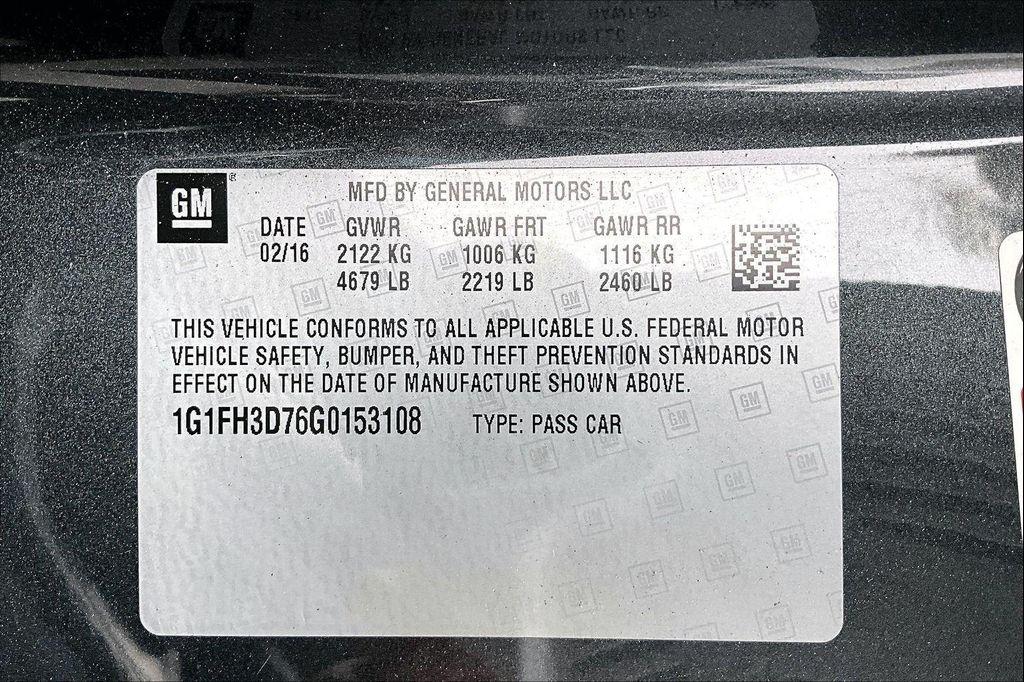 GM
MFD BY GENERAL MOTORS LLC
DATE GVWR GAWR FRT GAWR RR
02/16 2122 KG 1006 KG 1116 KG
4679 LB 2219 LB 2460 LB
THIS VEHICLE CONFORMS TO ALL APPLICABLE U.S. FEDERAL MOTOR
VEHICLE SAFETY, BUMPER, AND THEFT PREVENTION STANDARDS IN
EFFECT ON THE DATE OF MANUFACTURE SHOWN ABOVE.
1G1FH3D76G0153108 TYPE: PASS CAR